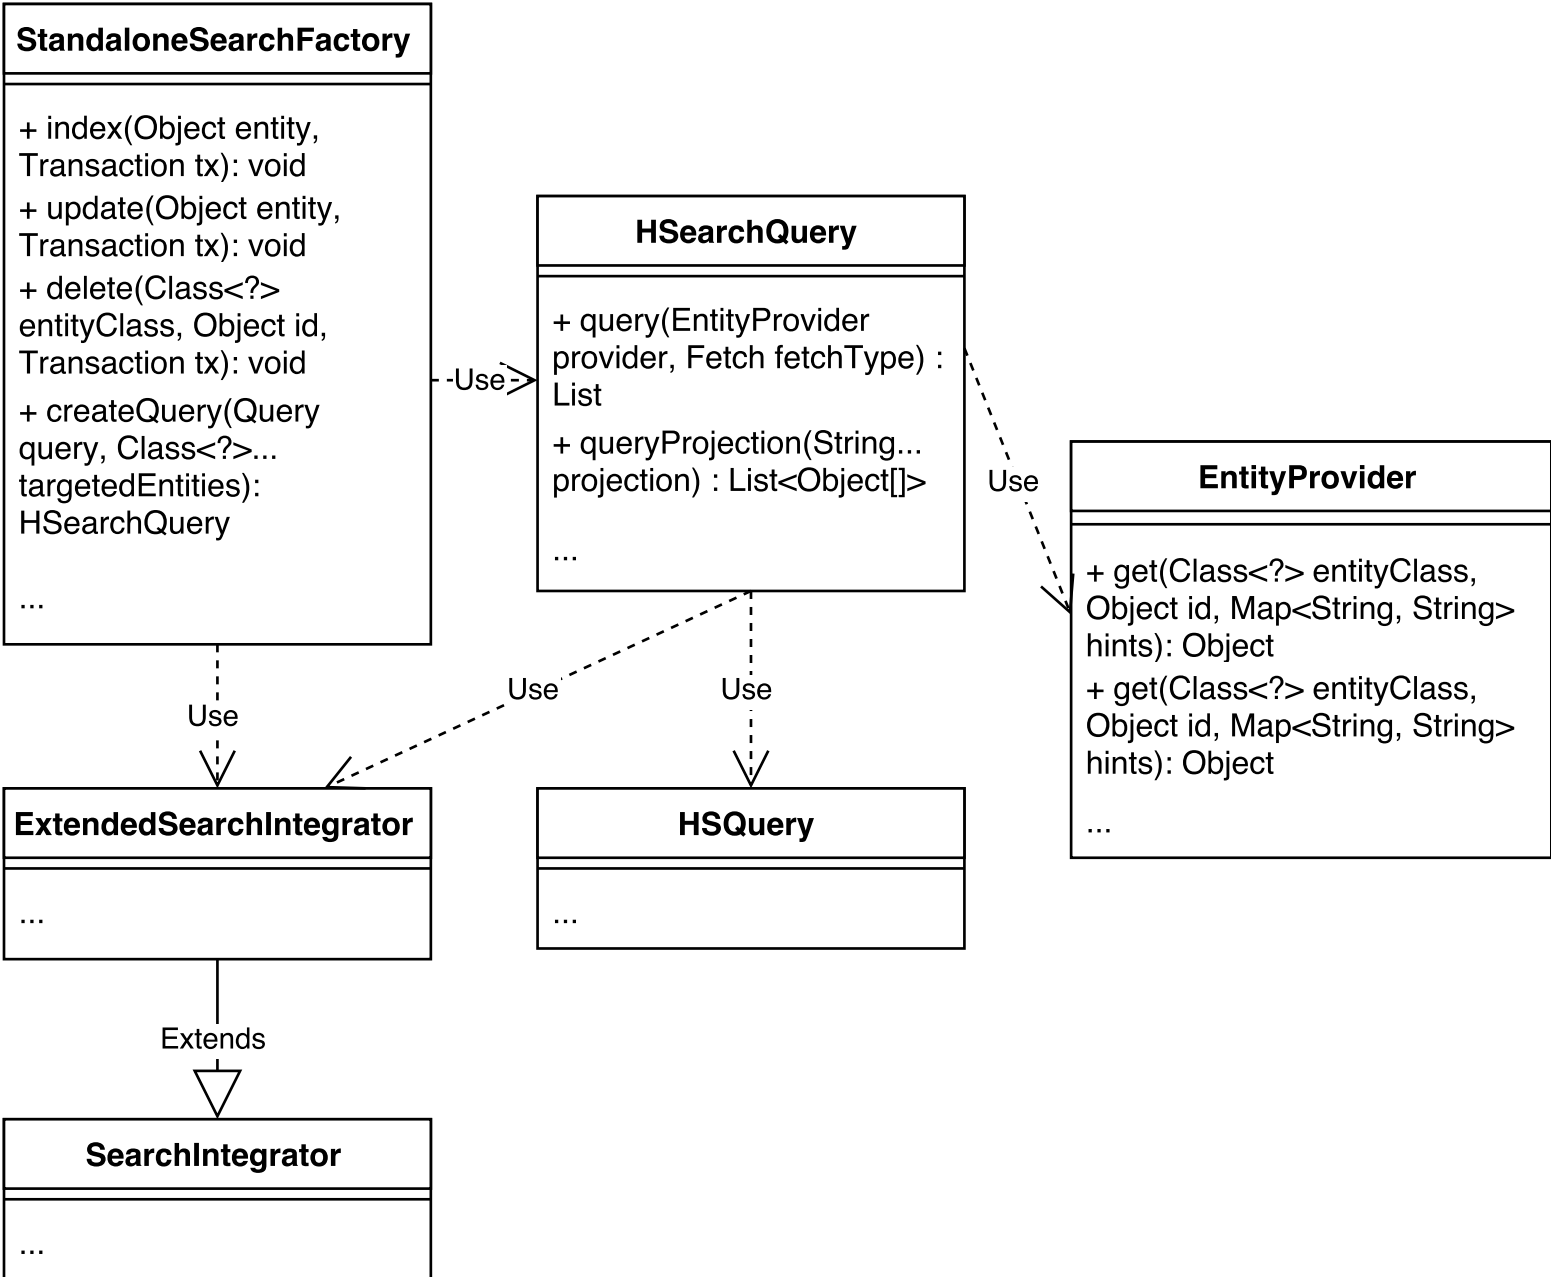 StandaloneSearchFactory
+ index(Object entity,
Transaction tx): void
+ update(Object entity,
Transaction tx): void
+ delete(Class<?>
entityClass, Object id,
Transaction tx): void
+ createQuery(Query
query, Class<?>...
targetedEntities):
HSearchQuery
...
Use
HSearchQuery
+ query(EntityProvider
provider, Fetch fetchType) :
List
+ queryProjection(String...
projection) : List<Object[]>
...
Use
EntityProvider
+ get(Class<?> entityClass,
Object id, Map<String, String>
hints): Object
+ get(Class<?> entityClass,
Object id, Map<String, String>
hints): Object
...
Use
Use
Use
ExtendedSearchIntegrator
...
HSQuery
...
Extends
SearchIntegrator
...